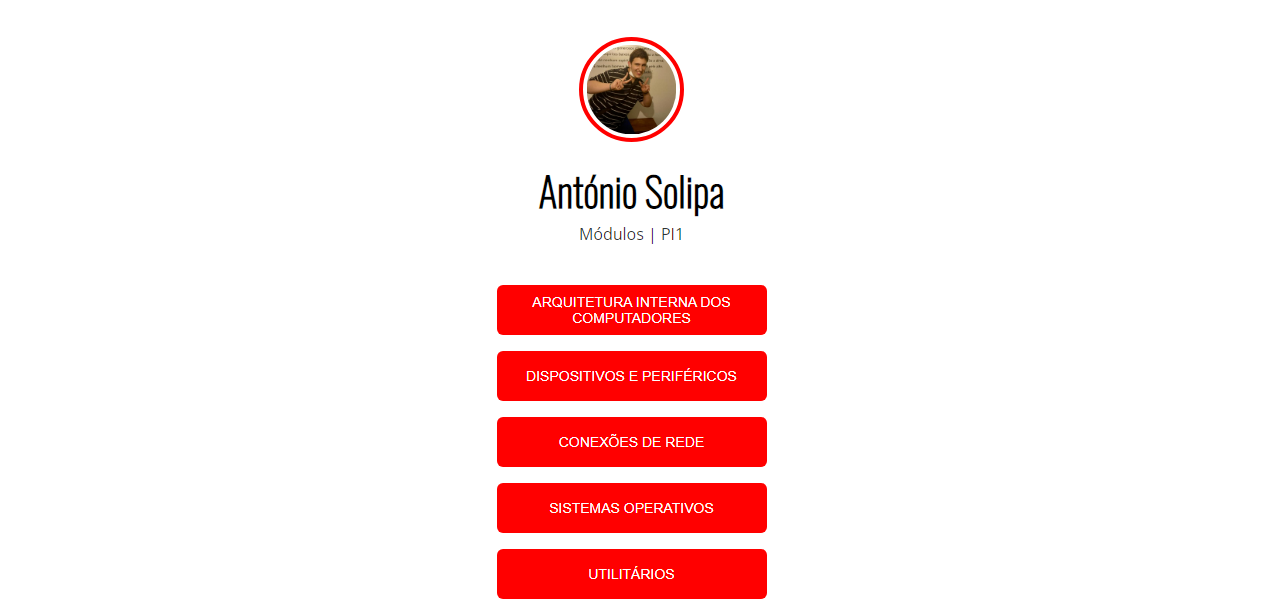 António Solipa
Módulos | PI1
ARQUITETURA INTERNA DOS
COMPUTADORES
DISPOSITIVOS E PERIFÉRICOS
CONEXÕES DE REDE
SISTEMAS OPERATIVOS
UTILITÁRIOS